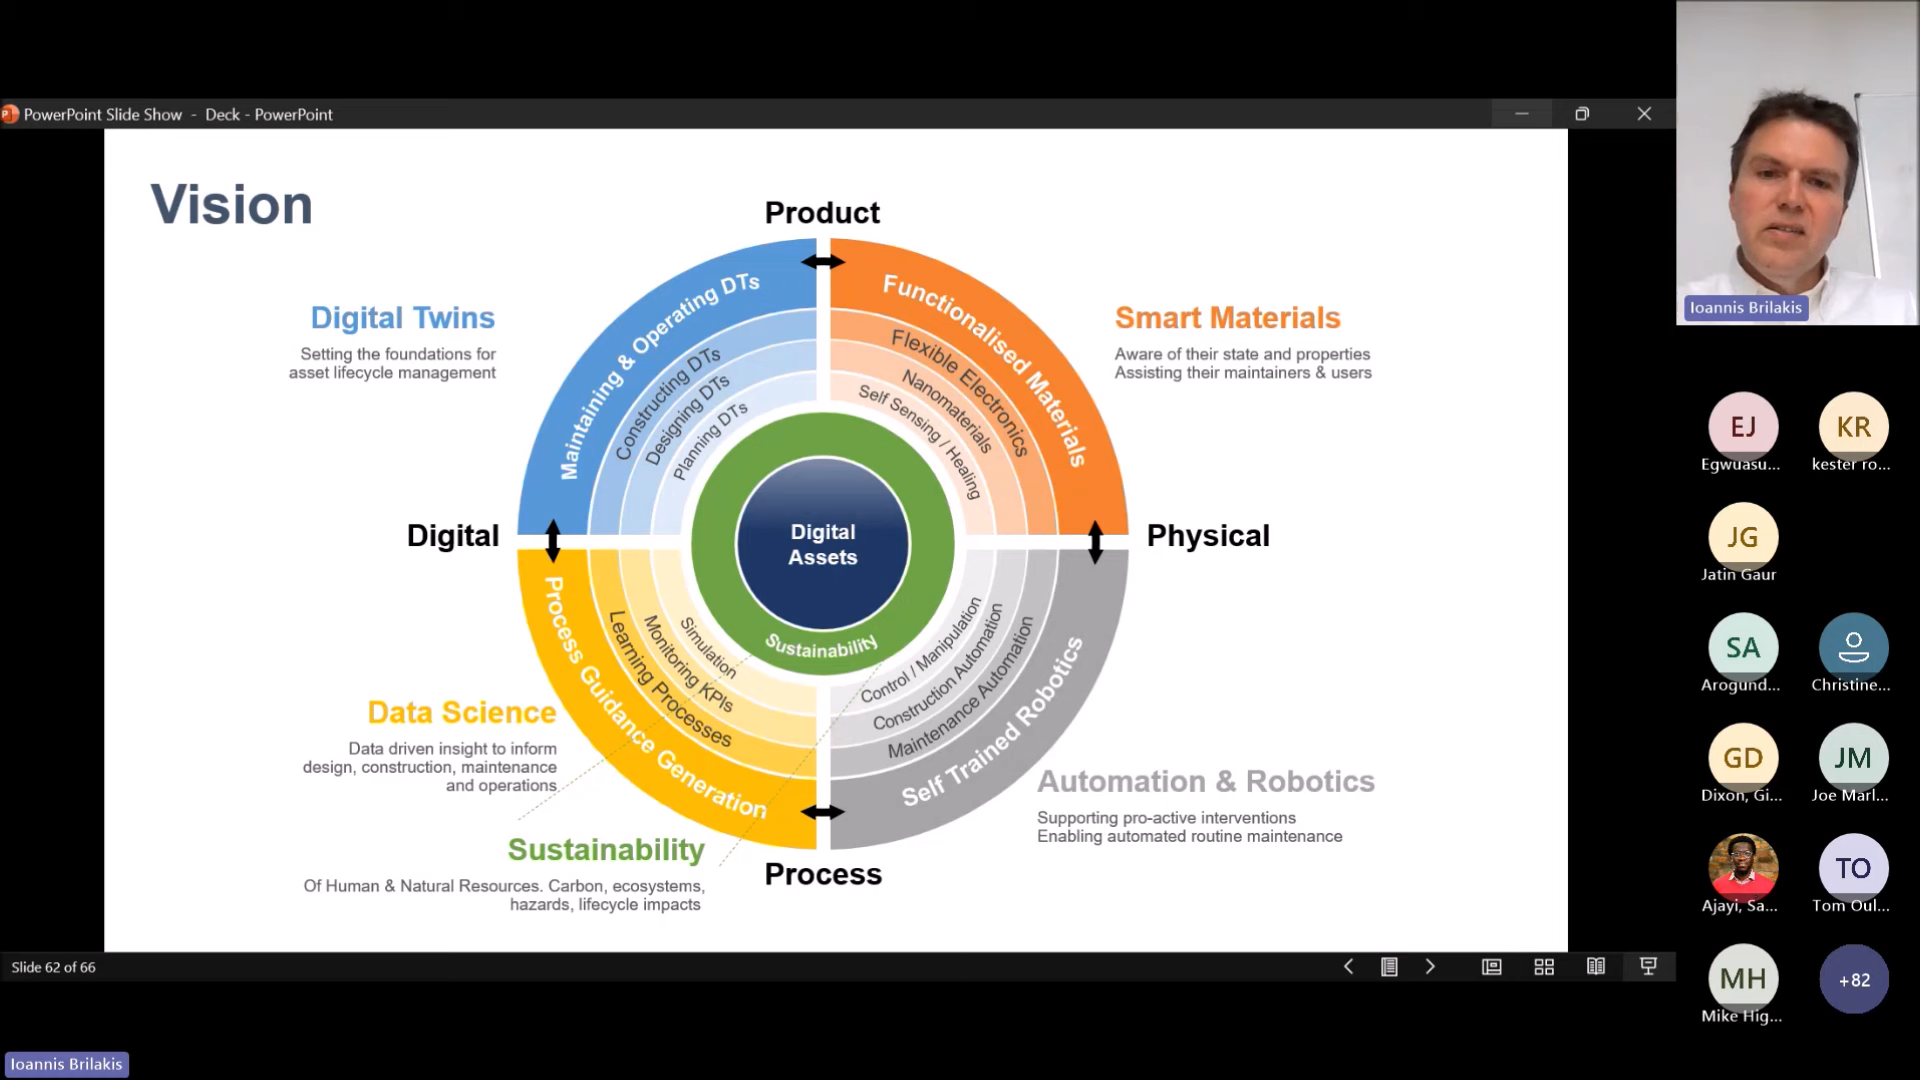 PowerPoint Slide Show - Deck - PowerPoint
Vision
Product
Digital Twins
Setting the foundations for
asset lifecycle management
Maintaining & Operating DTs
Constructing DTs
Designing DTs
Planning DTs
Functionalised Materials
Flexible Electronics
Nanomaterials
Self Sensing / Healing
Smart Materials
Aware of their state and properties
Assisting their maintainers & users
Digital
Digital
Assets
Sustainability
Physical
Process Guidance Generation
Learning Processes
Monitoring KPIs
Simulation
Control / Manipulation
Construction Automation
Maintenance Automation
Self Trained Robotics
Data Science
Data driven insight to inform
design, construction, maintenance
and operations
Automation & Robotics
Supporting pro-active interventions
Enabling automated routine maintenance
Sustainability
Of Human & Natural Resources. Carbon, ecosystems,
hazards, lifecycle impacts
Process
Slide 62 of 66
Ioannis Brilakis
EJ
Egwuasu...
KR
kester ro...
JG
Jatin Gaur
SA
Arogund...
Christine...
GD
Dixon, Gi...
JM
Joe Marl...
Ajayi, Sa...
TO
Tom Oul...
MH
Mike Hig...
+82
Ioannis Brilakis